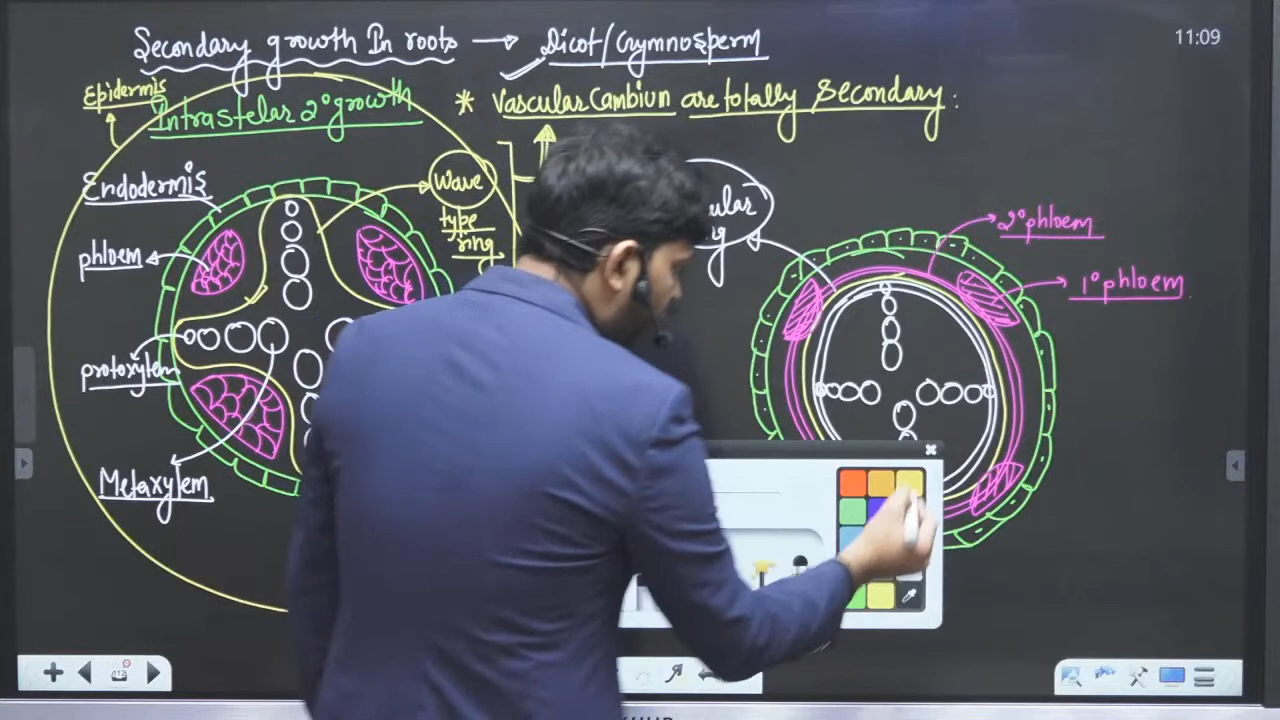 Secondary growth In roots → Dicot/Gymnosperm
11:09
Epidermis
Intrastelar 2° growth
* Vascular Cambium are totally Secondary :
Endodermis
Wave
type
ring
phloem
2° phloem
1° phloem
protoxylem
Metaxylem